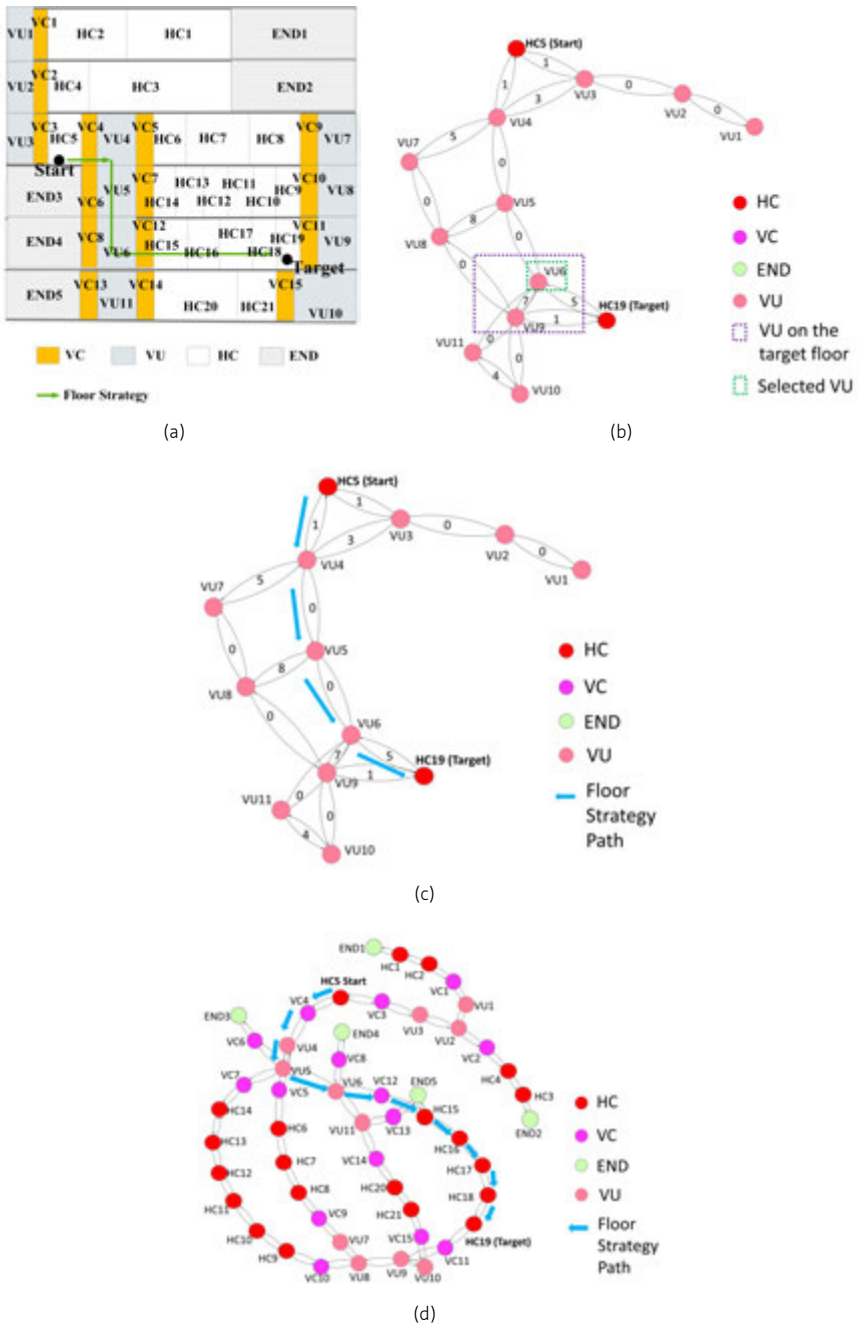 VU1 VC1 HC2 HC1 END1
VU2 VC2 HC4 HC3 END2
VU3 VC3 HC5 VC4 VU4 VC5 HC6 HC7 HC8 VC9 VU7
Start
END3 VC6 VU5 VC7 HC14 HC13 HC12 HC11 HC10 HC9 VC10 VU8
END4 VC8 VU6 VC12 HC15 HC16 HC17 HC18 HC19 VC11 VU9
Target
END5 VC13 VU11 VC14 HC20 HC21 VC15 VU10
VC VU HC END
Floor Strategy
(a)
HC5 (Start)
1
1
3
0
VU3
VU2
0
VU4
VU1
5
VU7
0
0
VU5
8
VU8
0
0
VU6
7
5
HC19 (Target)
1
VU9
VU11
0
0
4
VU10
HC
VC
END
VU
VU on the
target floor
Selected VU
(b)
HC5 (Start)
1
1
3
VU3
0
VU2
0
VU1
VU4
5
VU7
0
0
VU5
8
VU8
0
0
VU6
7
5
HC19 (Target)
1
VU9
VU11
0
0
4
VU10
HC
VC
END
VU
Floor
Strategy
Path
(c)
END1
HC1
HC2
VC1
VU1
HC5 Start
VC4
VC3
VU3
VU2
VC2
HC4
HC3
END2
END3
VC6
VU4
END4
VC8
VU5
VC7
VC5
VU6
VC12
END5
HC15
VC13
VU11
HC14
HC6
HC16
HC13
HC7
VC14
HC17
HC12
HC8
HC20
HC18
HC11
VC9
HC21
HC10
VU7
VC15
HC19 (Target)
HC9
VC11
VC10
VU8
VU9
VU10
HC
VC
END
VU
Floor
Strategy
Path
(d)